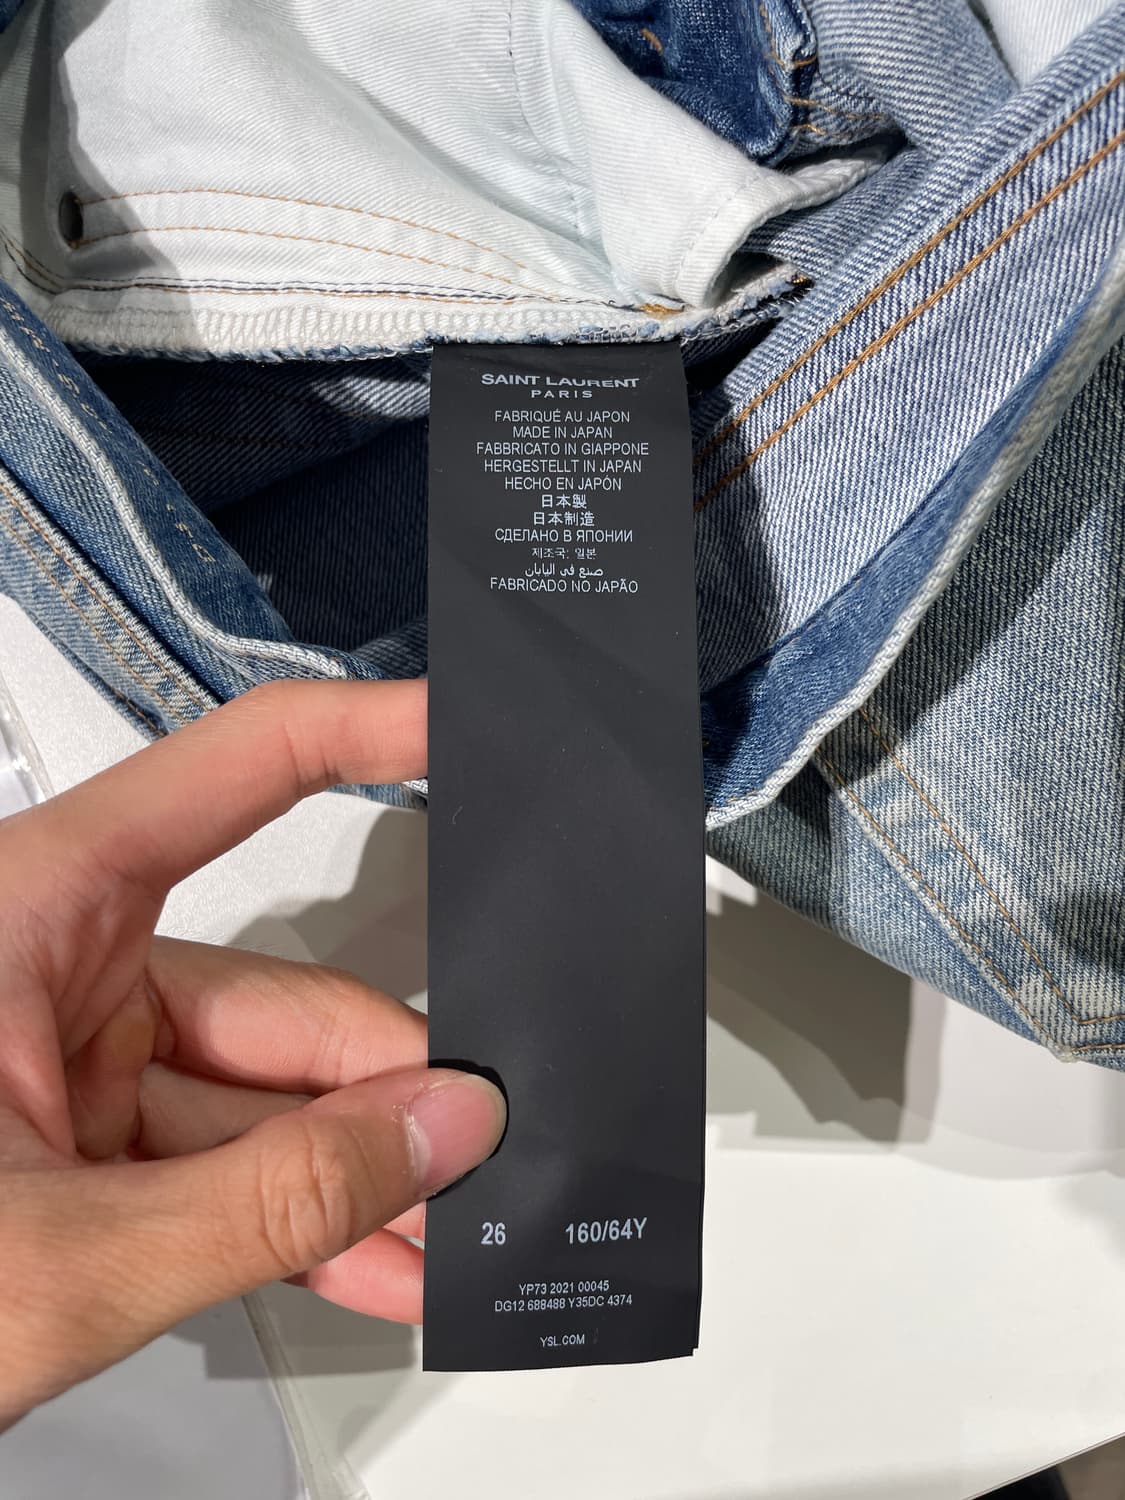 SAINT LAURENT
PARIS
FABRIQUÉ AU JAPON
MADE IN JAPAN
FABBRICATO IN GIAPPONE
HERGESTELLT IN JAPAN
HECHO EN JAPÓN
日本製
日本制造
СДЕЛАНО В ЯПОНИИ
제조국: 일본
صنع في اليابان
FABRICADO NO JAPÃO
26 160/64Y
YP73 2021 00045
DG12 688488 Y35DC 4374
YSL.COM